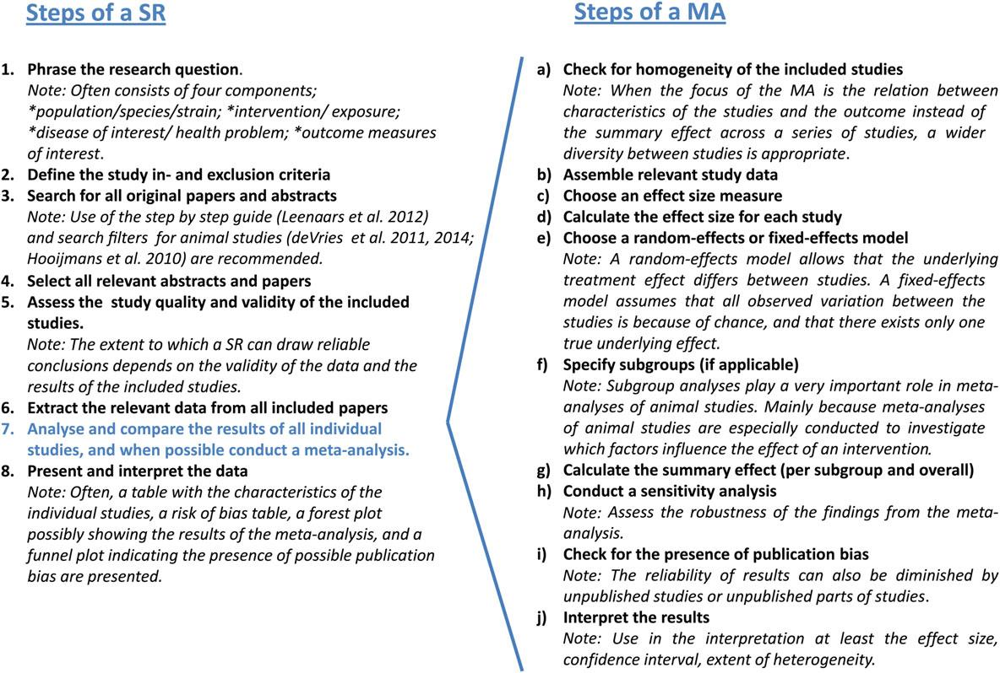 Steps of a SR
1. Phrase the research question.
Note: Often consists of four components;
*population/species/strain; *intervention/ exposure;
*disease of interest/ health problem; *outcome measures
of interest.
2. Define the study in- and exclusion criteria
3. Search for all original papers and abstracts
Note: Use of the step by step guide (Leenaars et al. 2012)
and search filters for animal studies (deVries et al. 2011, 2014;
Hooijmans et al. 2010) are recommended.
4. Select all relevant abstracts and papers
5. Assess the study quality and validity of the included
studies.
Note: The extent to which a SR can draw reliable
conclusions depends on the validity of the data and the
results of the included studies.
6. Extract the relevant data from all included papers
7. Analyse and compare the results of all individual
studies, and when possible conduct a meta-analysis.
8. Present and interpret the data
Note: Often, a table with the characteristics of the
individual studies, a risk of bias table, a forest plot
possibly showing the results of the meta-analysis, and a
funnel plot indicating the presence of possible publication
bias are presented.
Steps of a MA
a) Check for homogeneity of the included studies
Note: When the focus of the MA is the relation between
characteristics of the studies and the outcome instead of
the summary effect across a series of studies, a wider
diversity between studies is appropriate.
b) Assemble relevant study data
c) Choose an effect size measure
d) Calculate the effect size for each study
e) Choose a random-effects or fixed-effects model
Note: A random-effects model allows that the underlying
treatment effect differs between studies. A fixed-effects
model assumes that all observed variation between the
studies is because of chance, and that there exists only one
true underlying effect.
f) Specify subgroups (if applicable)
Note: Subgroup analyses play a very important role in meta-
analyses of animal studies. Mainly because meta-analyses
of animal studies are especially conducted to investigate
which factors influence the effect of an intervention.
g) Calculate the summary effect (per subgroup and overall)
h) Conduct a sensitivity analysis
Note: Assess the robustness of the findings from the meta-
analysis.
i) Check for the presence of publication bias
Note: The reliability of results can also be diminished by
unpublished studies or unpublished parts of studies.
j) Interpret the results
Note: Use in the interpretation at least the effect size,
confidence interval, extent of heterogeneity.